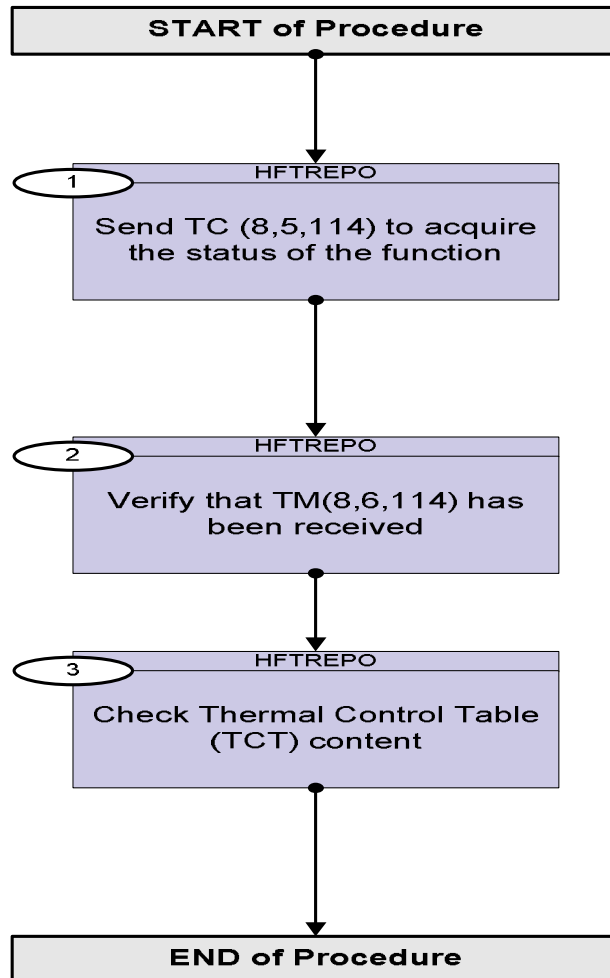 START of Procedure
HFTREPO
1
Send TC (8,5,114) to acquire
the status of the function
HFTREPO
2
Verify that TM(8,6,114) has
been received
HFTREPO
3
Check Thermal Control Table
(TCT) content
END of Procedure